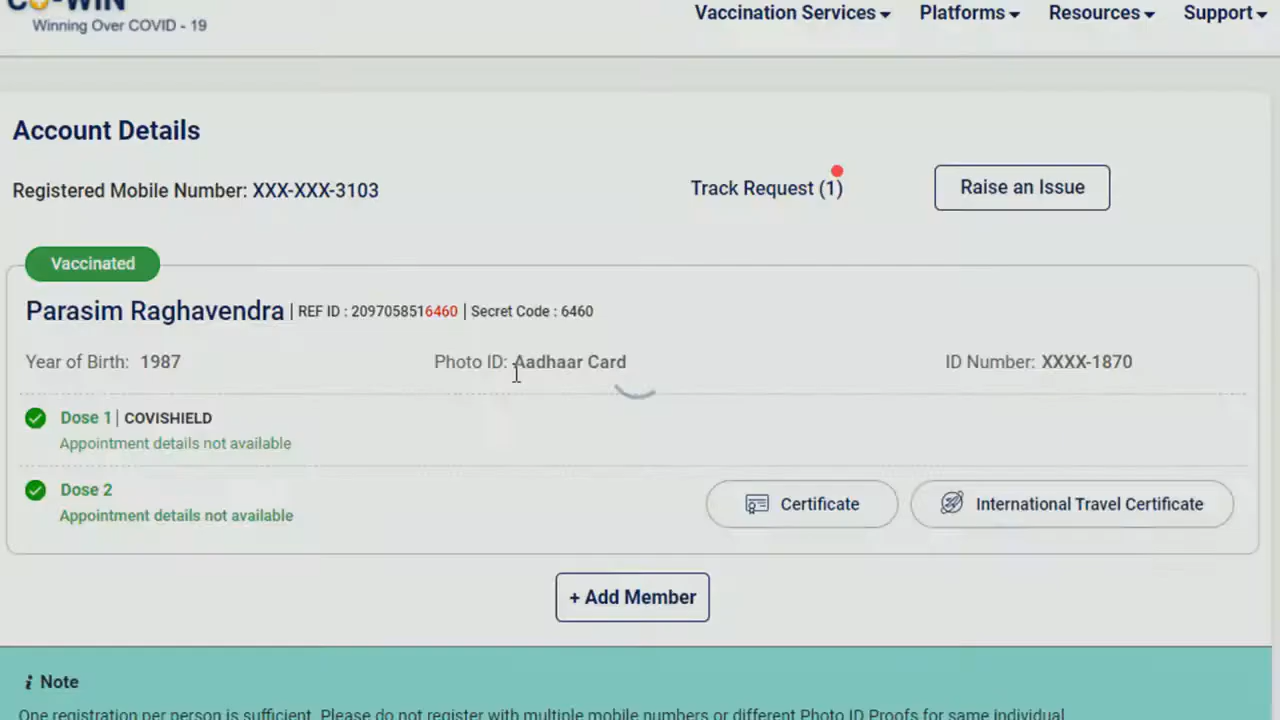 CO-WIN
Winning Over COVID - 19
Vaccination Services Platforms Resources Support
Account Details
Registered Mobile Number: XXX-XXX-3103
Track Request (1)
Raise an Issue
Vaccinated
Parasim Raghavendra | REF ID : 2097058516460 | Secret Code : 6460
Year of Birth: 1987
Photo ID: Aadhaar Card
ID Number: XXXX-1870
Dose 1 | COVISHIELD
Appointment details not available
Dose 2
Appointment details not available
Certificate
International Travel Certificate
+ Add Member
i Note
One registration per person is sufficient. Please do not register with multiple mobile numbers or different Photo ID Proofs for same individual